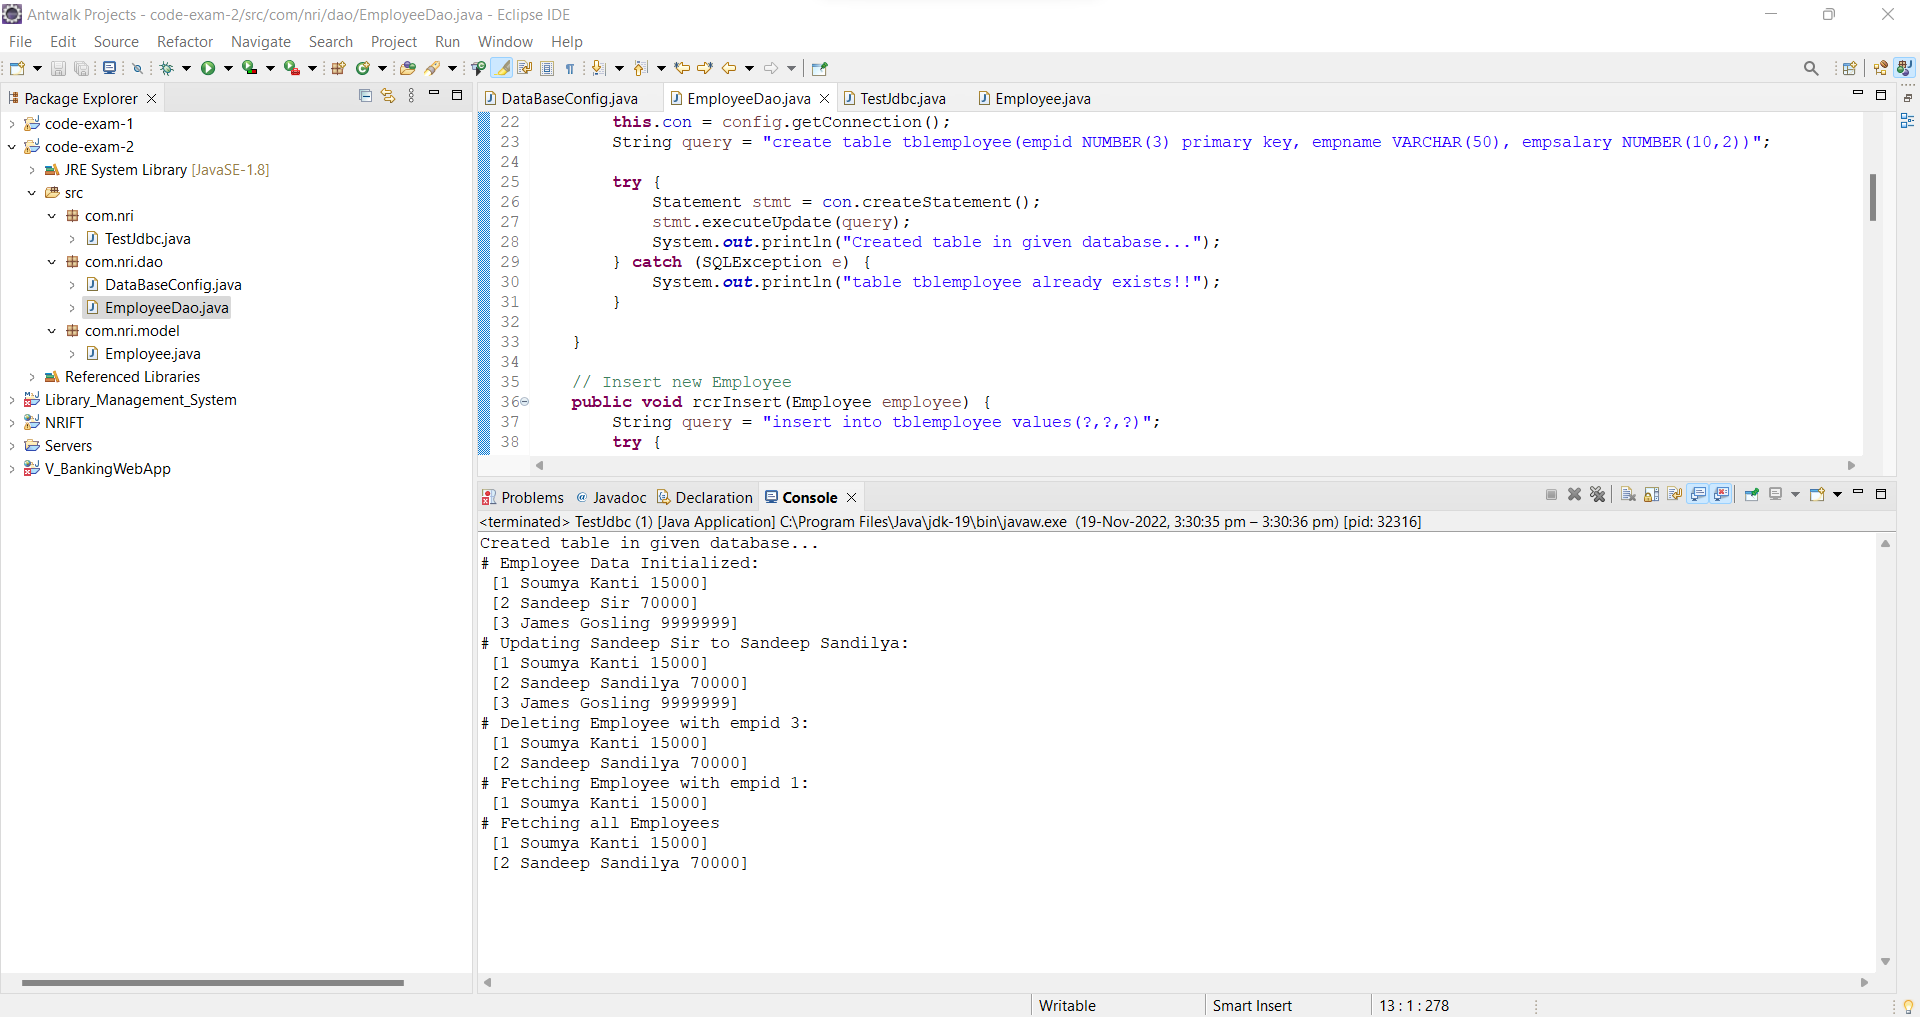 Antwalk Projects - code-exam-2/src/com/nri/dao/EmployeeDao.java - Eclipse IDE
File Edit Source Refactor Navigate Search Project Run Window Help
Package Explorer
code-exam-1
code-exam-2
JRE System Library [JavaSE-1.8]
src
com.nri
TestJdbc.java
com.nri.dao
DataBaseConfig.java
EmployeeDao.java
com.nri.model
Employee.java
Referenced Libraries
Library_Management_System
NRIFT
Servers
V_BankingWebApp
DataBaseConfig.java EmployeeDao.java TestJdbc.java Employee.java
22 this.con = config.getConnection();
23 String query = "create table tblemployee(empid NUMBER(3) primary key, empname VARCHAR(50), empsalary NUMBER(10,2))";
24
25 try {
26 Statement stmt = con.createStatement();
27 stmt.executeUpdate(query);
28 System.out.println("Created table in given database...");
29 } catch (SQLException e) {
30 System.out.println("table tblemployee already exists!!");
31 }
32
33 }
34
35 // Insert new Employee
36 public void rcrInsert(Employee employee) {
37 String query = "insert into tblemployee values(?,?,?)";
38 try {
Problems Javadoc Declaration Console
<terminated> TestJdbc (1) [Java Application] C:\Program Files\Java\jdk-19\bin\javaw.exe (19-Nov-2022, 3:30:35 pm – 3:30:36 pm) [pid: 32316]
Created table in given database...
# Employee Data Initialized:
[1 Soumya Kanti 15000]
[2 Sandeep Sir 70000]
[3 James Gosling 9999999]
# Updating Sandeep Sir to Sandeep Sandilya:
[1 Soumya Kanti 15000]
[2 Sandeep Sandilya 70000]
[3 James Gosling 9999999]
# Deleting Employee with empid 3:
[1 Soumya Kanti 15000]
[2 Sandeep Sandilya 70000]
# Fetching Employee with empid 1:
[1 Soumya Kanti 15000]
# Fetching all Employees
[1 Soumya Kanti 15000]
[2 Sandeep Sandilya 70000]
Writable Smart Insert 13 : 1 : 278